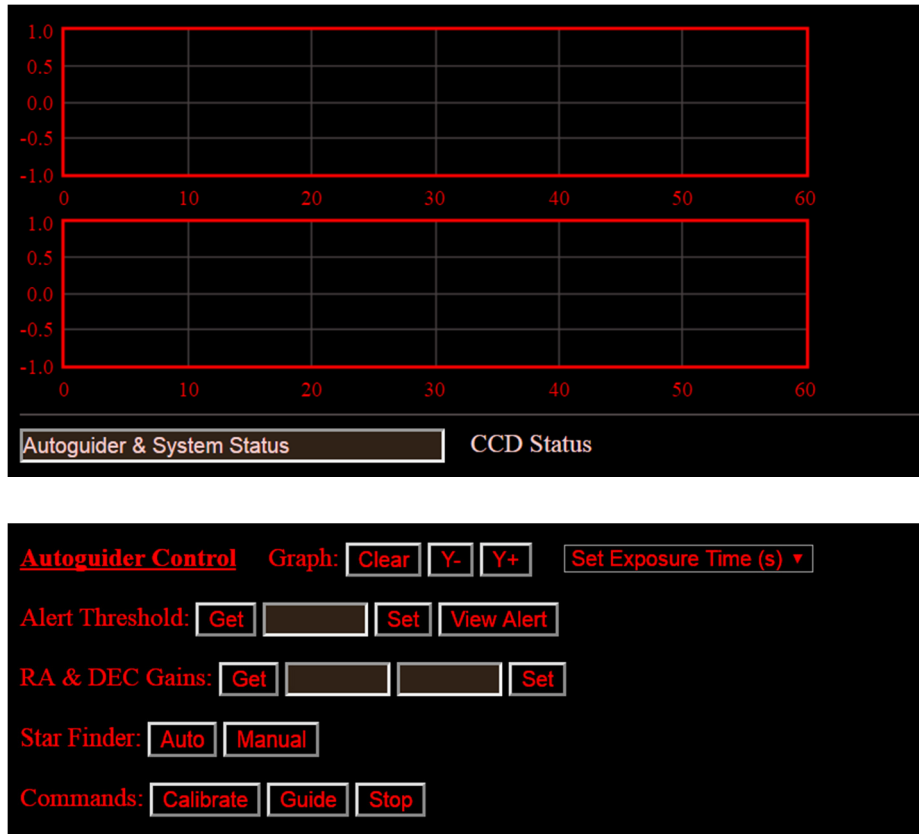 1.0
0.5
0.0
-0.5
-1.0
0 10 20 30 40 50 60
1.0
0.5
0.0
-0.5
-1.0
0 10 20 30 40 50 60
Autoguider & System Status CCD Status
Autoguider Control Graph: Clear Y- Y+ Set Exposure Time (s) ▼
Alert Threshold: Get Set View Alert
RA & DEC Gains: Get Set
Star Finder: Auto Manual
Commands: Calibrate Guide Stop